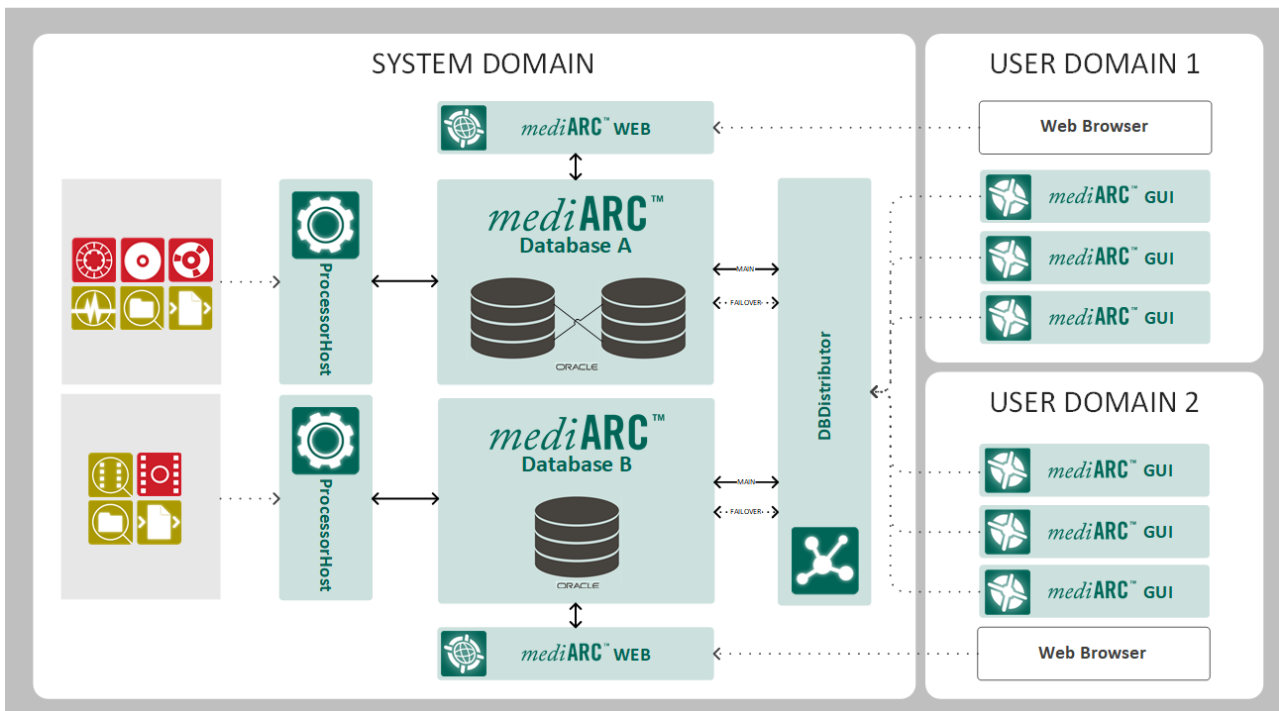 SYSTEM DOMAIN
mediARC™ WEB
ProcessorHost
mediARC™
Database A
ORACLE
MAIN
FAILOVER
ProcessorHost
mediARC™
Database B
ORACLE
MAIN
FAILOVER
mediARC™ WEB
DBDistributor
USER DOMAIN 1
Web Browser
mediARC™ GUI
mediARC™ GUI
mediARC™ GUI
USER DOMAIN 2
mediARC™ GUI
mediARC™ GUI
mediARC™ GUI
Web Browser